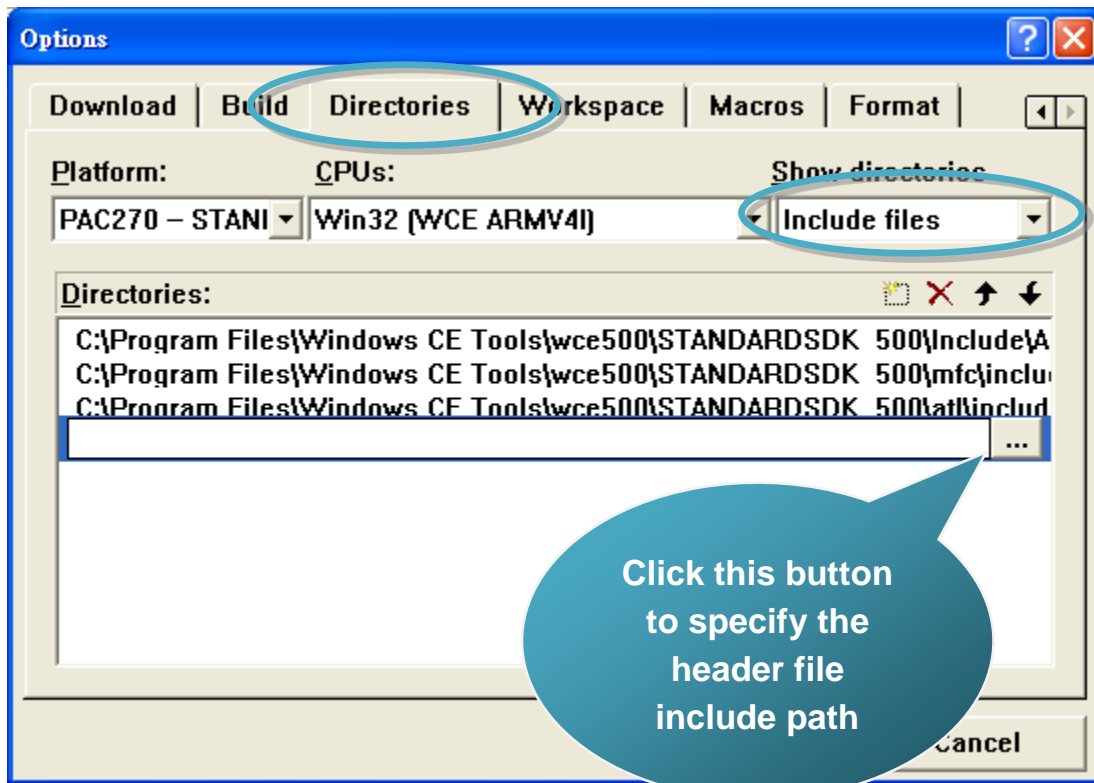 Options
Download Build Directories Workspace Macros Format
Platform: CPUs: Show directories
PAC270 – STANI Win32 (WCE ARMV4I) Include files
Directories:
C:\Program Files\Windows CE Tools\wce500\STANDARDSDK_500\Include\A
C:\Program Files\Windows CE Tools\wce500\STANDARDSDK_500\mfc\inclu
C:\Program Files\Windows CE Tools\wce500\STANDARDSDK_500\atl\includ
...
Click this button
to specify the
header file
include path
Cancel